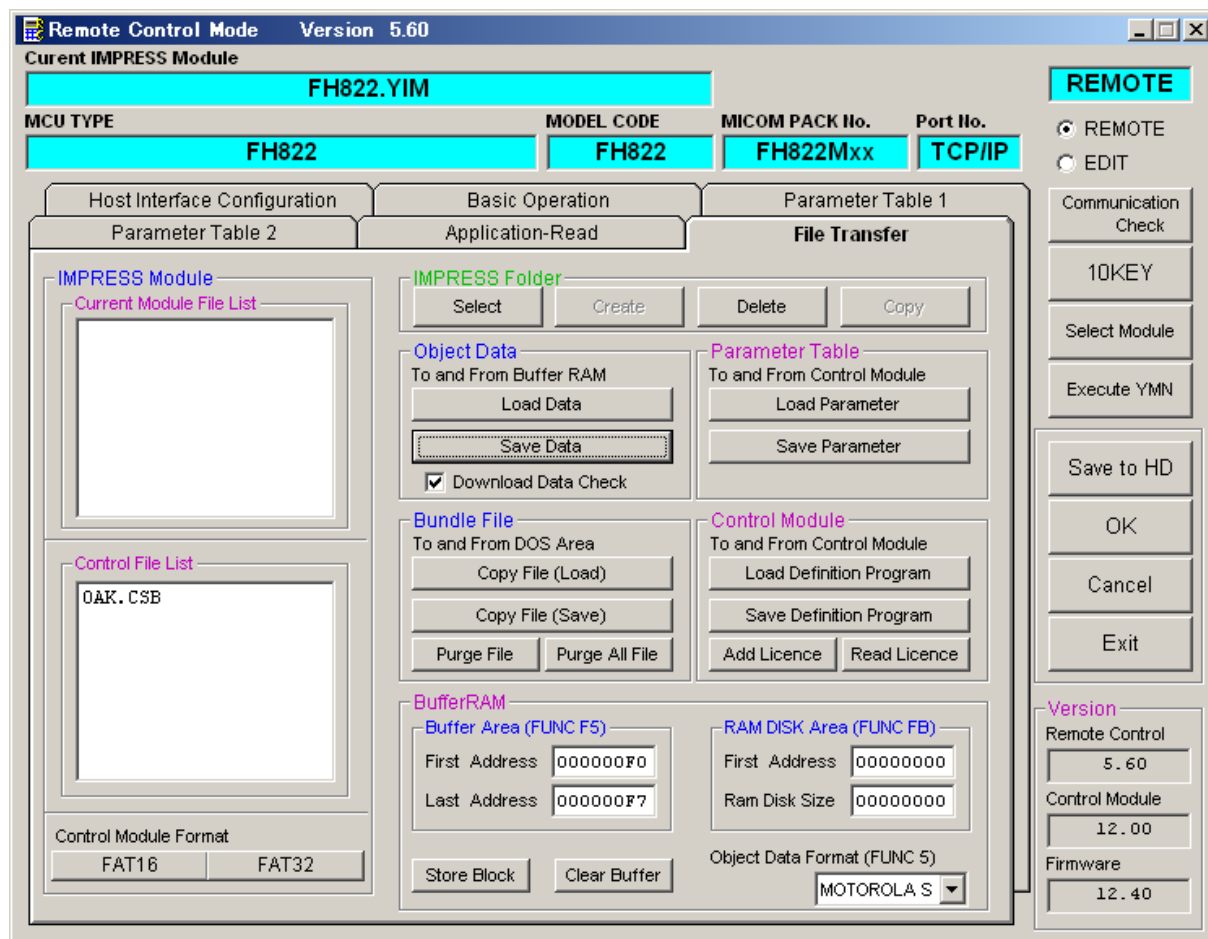 Remote Control Mode Version 5.60
Curent IMPRESS Module
FH822.YIM
REMOTE
MCU TYPE
MODEL CODE
MICOM PACK No.
Port No.
FH822
FH822
FH822Mxx
TCP/IP
REMOTE
EDIT
Host Interface Configuration
Basic Operation
Parameter Table 1
Parameter Table 2
Application-Read
File Transfer
Communication
Check
10KEY
Select Module
Execute YMN
IMPRESS Module
Current Module File List
IMPRESS Folder
Select
Create
Delete
Copy
Object Data
To and From Buffer RAM
Load Data
Save Data
Download Data Check
Parameter Table
To and From Control Module
Load Parameter
Save Parameter
Save to HD
OK
Cancel
Exit
Control File List
OAK.CSB
Bundle File
To and From DOS Area
Copy File (Load)
Copy File (Save)
Purge File
Purge All File
Control Module
To and From Control Module
Load Definition Program
Save Definition Program
Add Licence
Read Licence
BufferRAM
Buffer Area (FUNC F5)
First Address
000000F0
Last Address
000000F7
RAM DISK Area (FUNC FB)
First Address
00000000
Ram Disk Size
00000000
Control Module Format
FAT16
FAT32
Store Block
Clear Buffer
Object Data Format (FUNC 5)
MOTOROLA S
Version
Remote Control
5.60
Control Module
12.00
Firmware
12.40